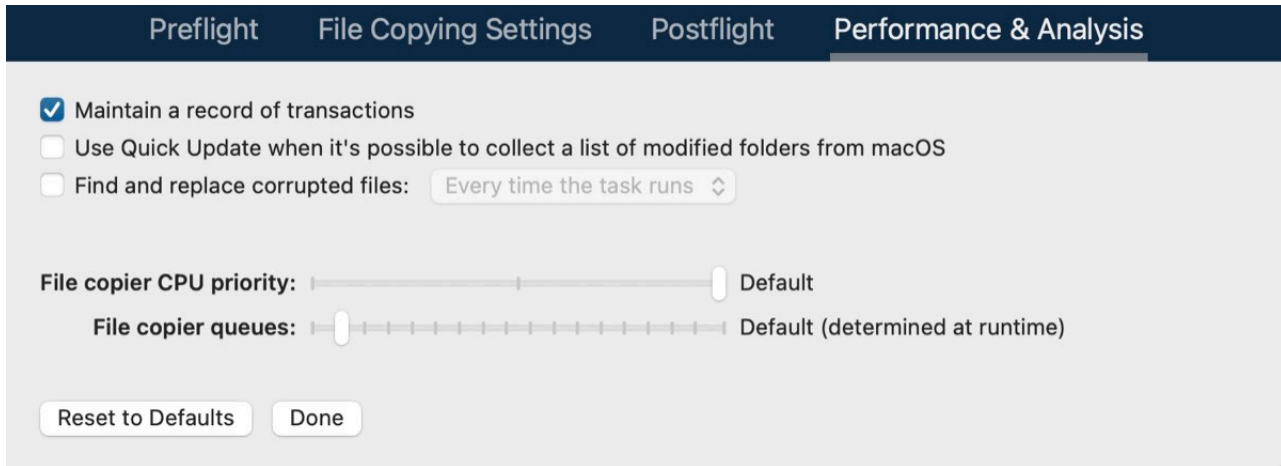 Preflight File Copying Settings Postflight Performance & Analysis
Maintain a record of transactions
Use Quick Update when it's possible to collect a list of modified folders from macOS
Find and replace corrupted files: Every time the task runs
File copier CPU priority: Default
File copier queues: Default (determined at runtime)
Reset to Defaults Done